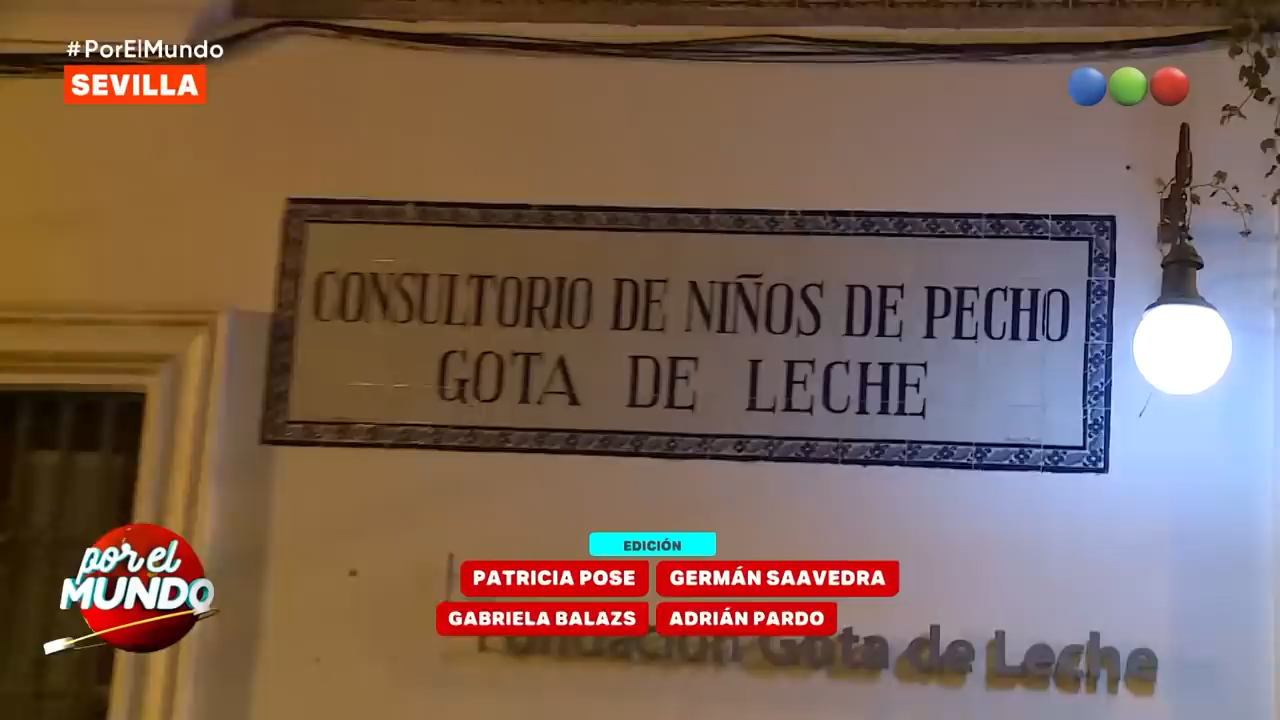 #PorElMundo
SEVILLA
CONSULTORIO DE NIÑOS DE PECHO
GOTA DE LECHE
por el
MUNDO
EDICIÓN
PATRICIA POSE GERMÁN SAAVEDRA
GABRIELA BALAZS ADRIÁN PARDO
Fundación Gota de Leche